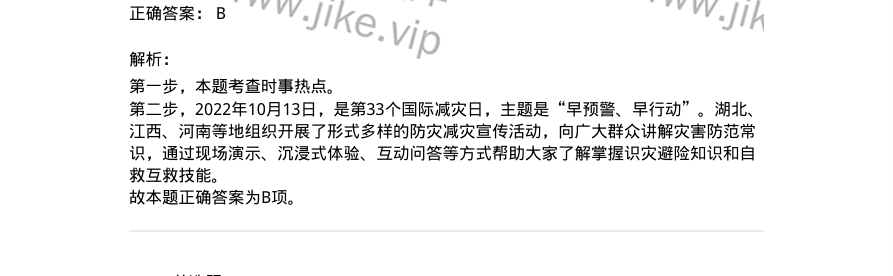 正确答案： B
www.jike.vip
www.jik
解析：
第一步，本题考查时事热点。
第二步，2022年10月13日，是第33个国际减灾日，主题是“早预警、早行动”。湖北、
江西、河南等地组织开展了形式多样的防灾减灾宣传活动，向广大群众讲解灾害防范常
识，通过现场演示、沉浸式体验、互动问答等方式帮助大家了解掌握识灾避险知识和自
救互救技能。
故本题正确答案为B项。